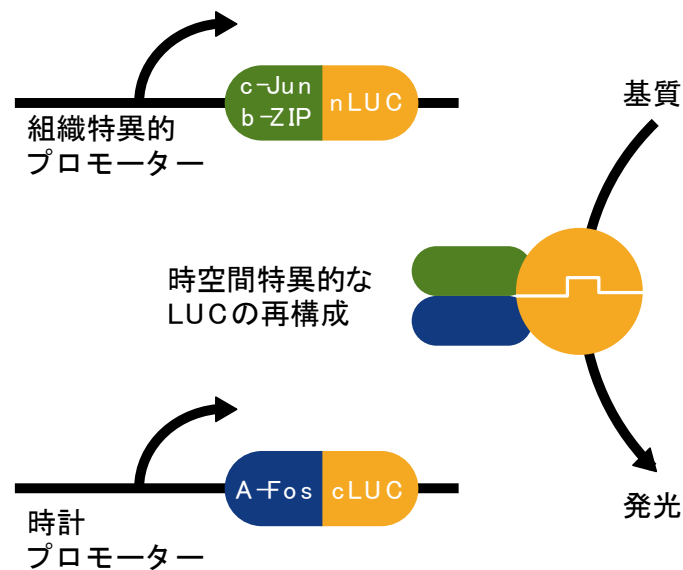 c-Jun
b-ZIP
nLUC
組織特異的
プロモーター
基質
時空間特異的な
LUCの再構成
A-Fos
cLUC
時計
プロモーター
発光